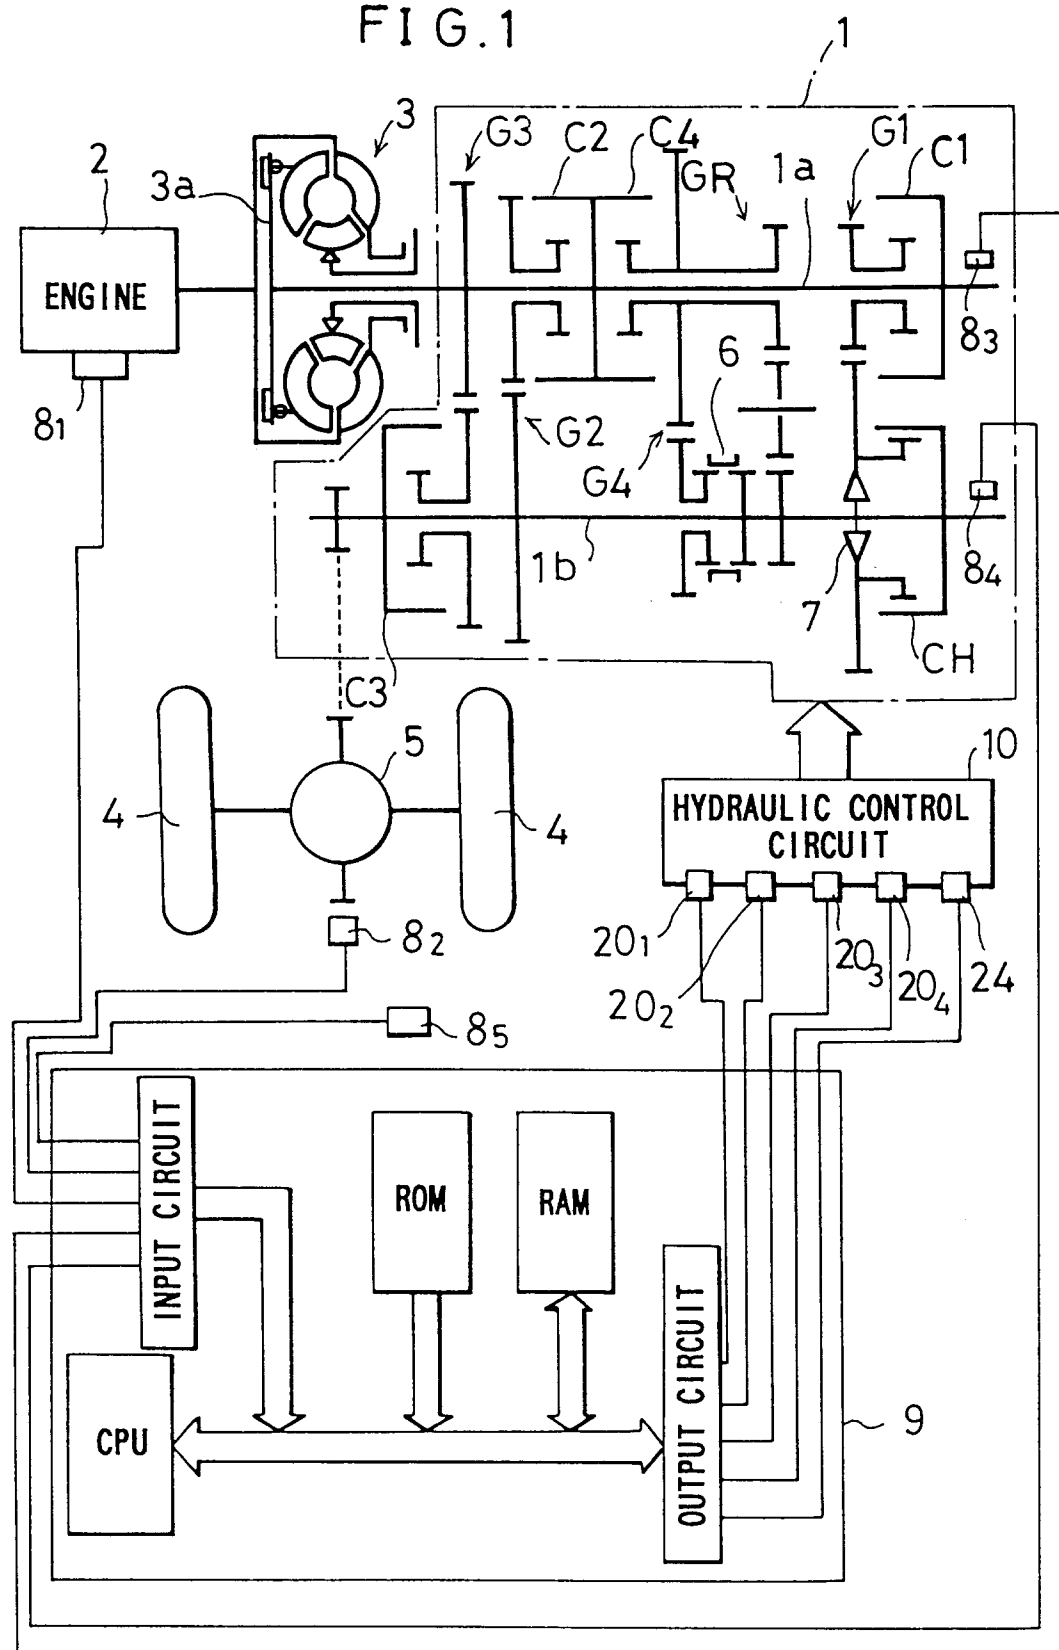 FIG.1
1
2
3
3a
G3
C2
C4
GR
1a
G1
C1
ENGINE
8₁
8₃
6
G2
G4
1b
7
8₄
CH
C3
5
4
4
10
HYDRAULIC CONTROL
CIRCUIT
8₂
20₁
20₂
20₃
20₄
24
8₅
INPUT CIRCUIT
ROM
RAM
CPU
OUTPUT CIRCUIT
9